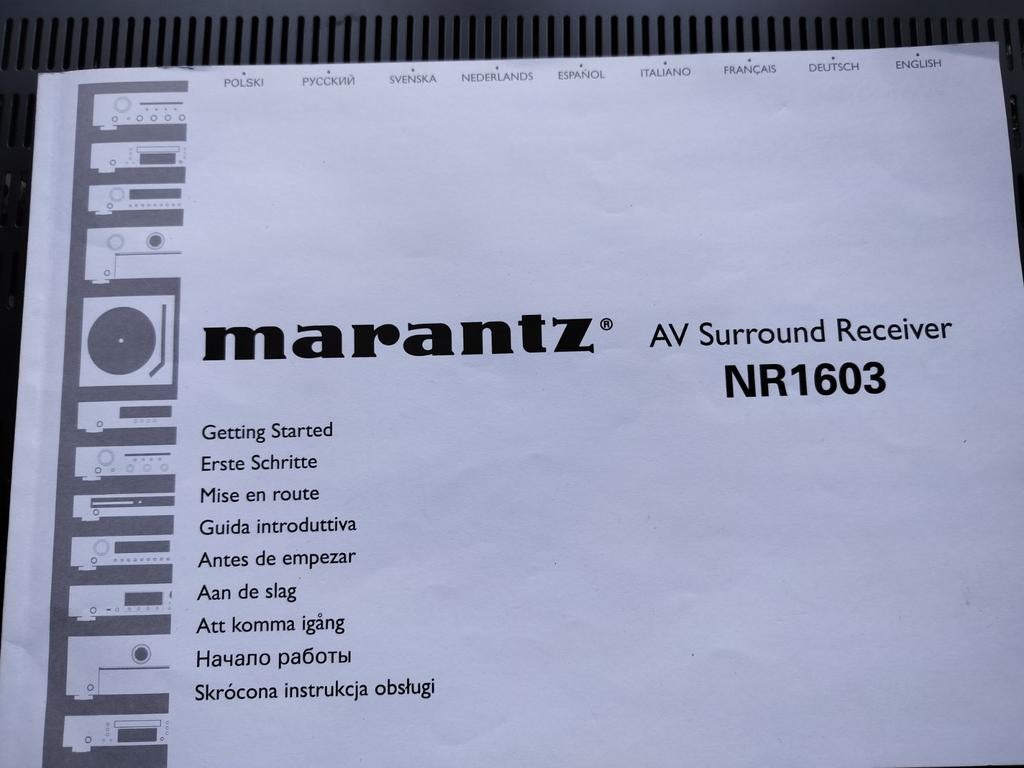 POLSKI РУССКИЙ SVENSKA NEDERLANDS ESPAÑOL ITALIANO FRANÇAIS DEUTSCH ENGLISH
marantz® AV Surround Receiver
NR1603
Getting Started
Erste Schritte
Mise en route
Guida introduttiva
Antes de empezar
Aan de slag
Att komma igång
Начало работы
Skrócona instrukcja obsługi